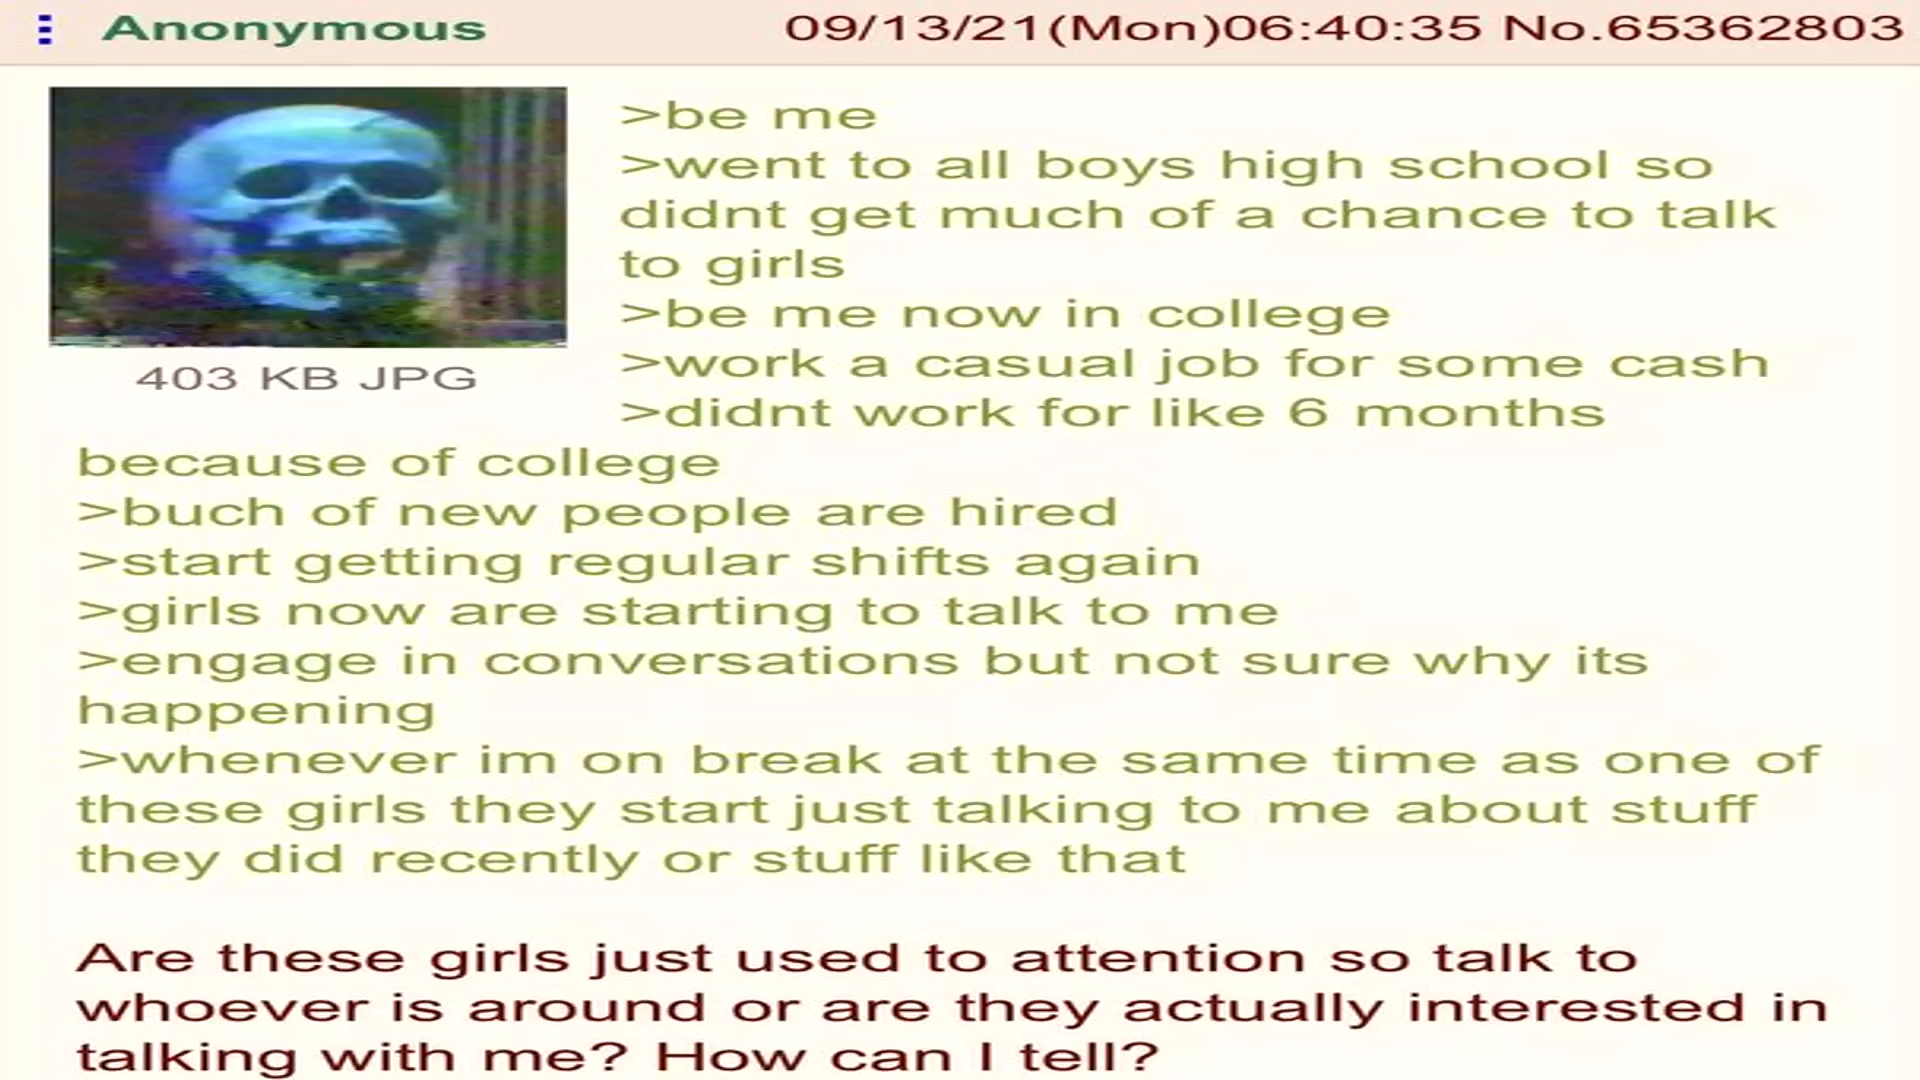 Anonymous 09/13/21(Mon)06:40:35 No.65362803
403 KB JPG
>be me
>went to all boys high school so
didnt get much of a chance to talk
to girls
>be me now in college
>work a casual job for some cash
>didnt work for like 6 months
because of college
>buch of new people are hired
>start getting regular shifts again
>girls now are starting to talk to me
>engage in conversations but not sure why its
happening
>whenever im on break at the same time as one of
these girls they start just talking to me about stuff
they did recently or stuff like that
Are these girls just used to attention so talk to
whoever is around or are they actually interested in
talking with me? How can I tell?